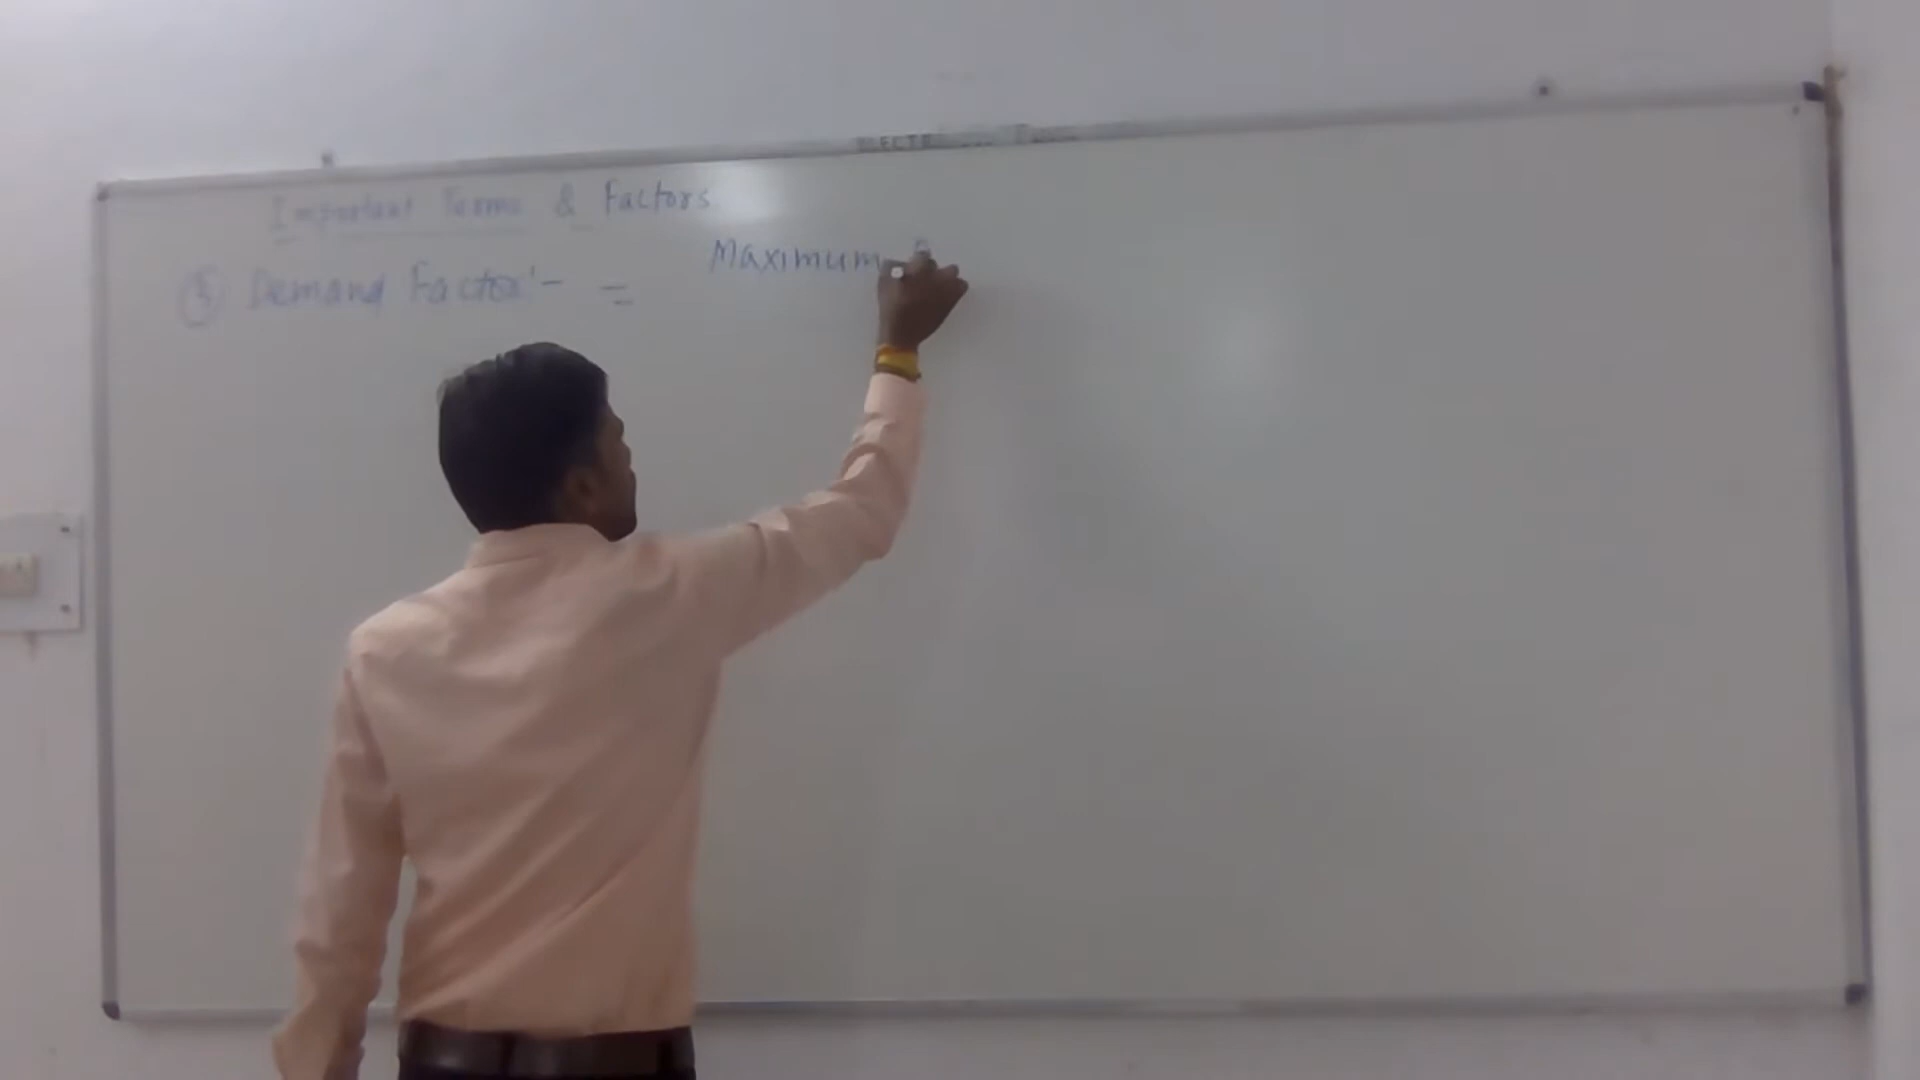 Important Terms & Factors
Maximum
③ Demand Factor:- =